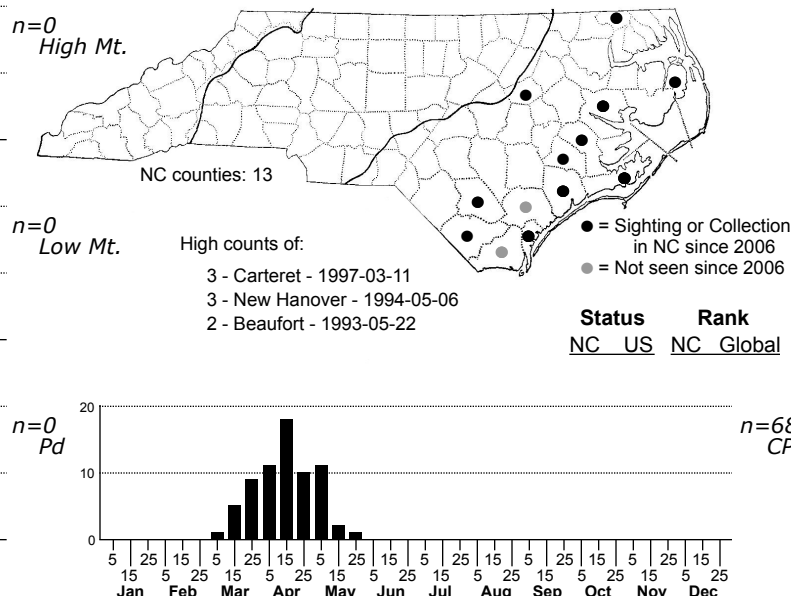 n=0
High Mt.
NC counties: 13
n=0
Low Mt.
High counts of:
3 - Carteret - 1997-03-11
3 - New Hanover - 1994-05-06
2 - Beaufort - 1993-05-22
= Sighting or Collection
in NC since 2006
= Not seen since 2006
Status Rank
NC US NC Global
n=0
Pd
n=68
CP
20
10
0
5 25 15 5 25 15 5 25 15 5 25 15 5 25 15 5 25 15
15 5 25 15 5 25 15 5 25 15 5 25 15 5 25 15 5 25
Jan Feb Mar Apr May Jun Jul Aug Sep Oct Nov Dec